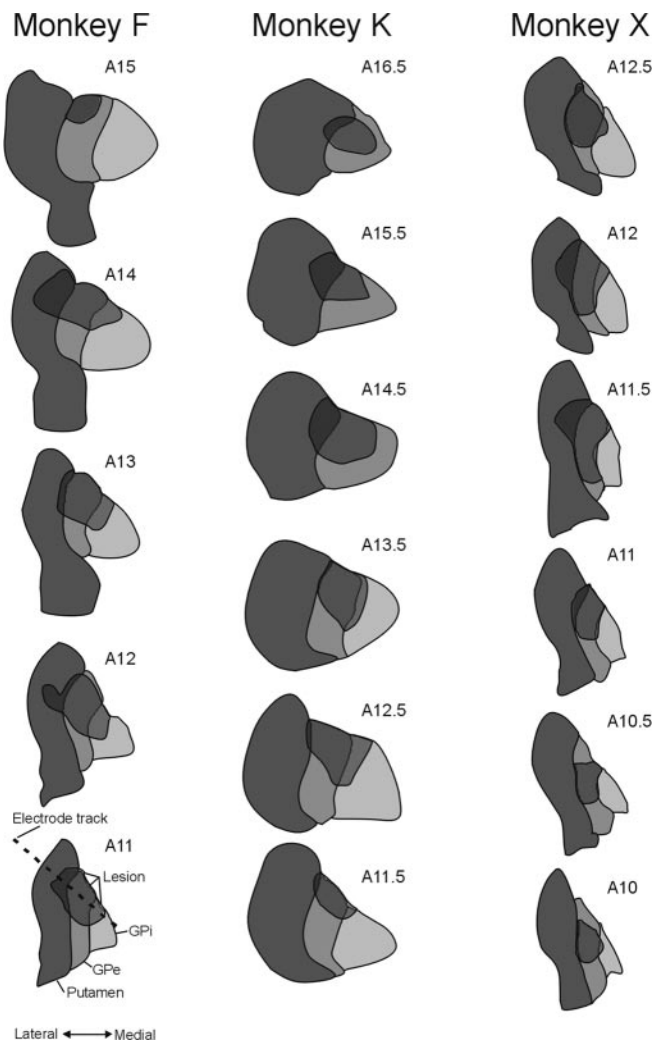 Monkey F
Monkey K
Monkey X
A15
A16.5
A12.5
A14
A15.5
A12
A13
A14.5
A11.5
A12
A13.5
A11
Electrode track
A11
Lesion
GPi
GPe
Putamen
A12.5
A10.5
A11.5
A10
Lateral Medial